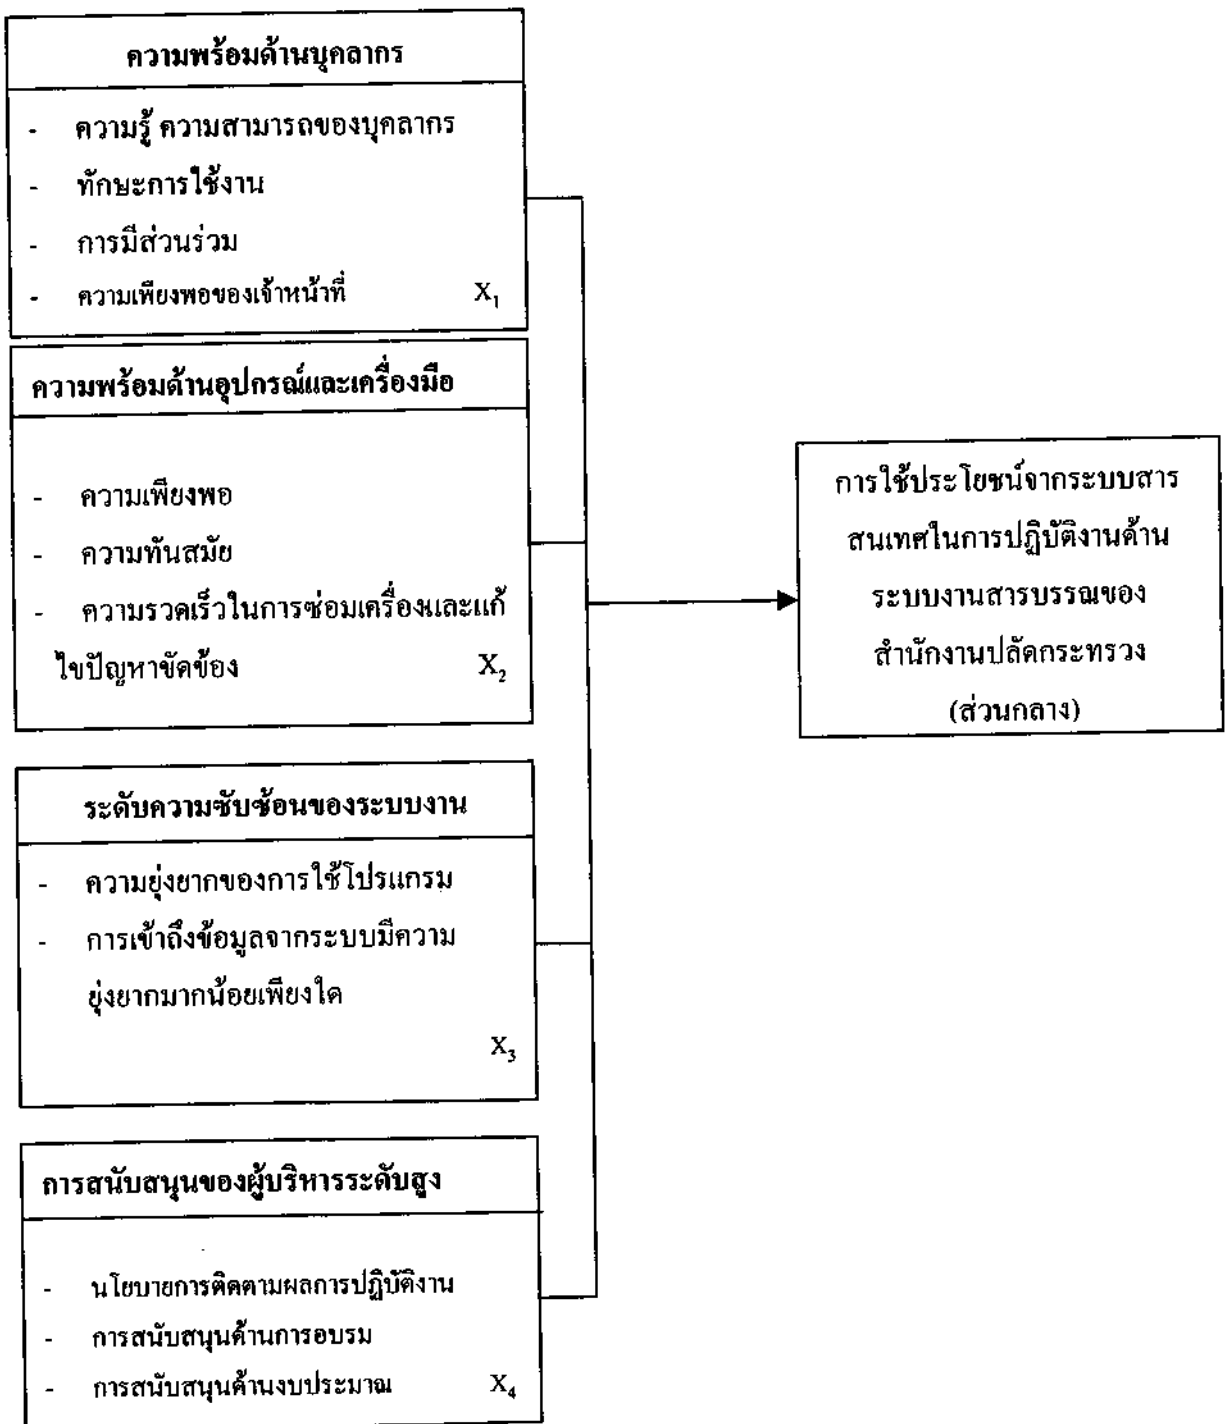 ความพร้อมด้านบุคลากร
- ความรู้ ความสามารถของบุคลากร
- ทักษะการใช้งาน
- การมีส่วนร่วม
- ความเพียงพอของเจ้าหน้าที่ X₁
ความพร้อมด้านอุปกรณ์และเครื่องมือ
- ความเพียงพอ
- ความทันสมัย
- ความรวดเร็วในการซ่อมเครื่องและแก้
ไขปัญหาขัดข้อง X₂
ระดับความซับซ้อนของระบบงาน
- ความยุ่งยากของการใช้โปรแกรม
- การเข้าถึงข้อมูลจากระบบมีความ
ยุ่งยากมากน้อยเพียงใด
X₃
การสนับสนุนของผู้บริหารระดับสูง
- นโยบายการติดตามผลการปฏิบัติงาน
- การสนับสนุนด้านการอบรม
- การสนับสนุนด้านงบประมาณ X₄
การใช้ประโยชน์จากระบบสาร
สนเทศในการปฏิบัติงานด้าน
ระบบงานสารบรรณของ
สำนักงานปลัดกระทรวง
(ส่วนกลาง)